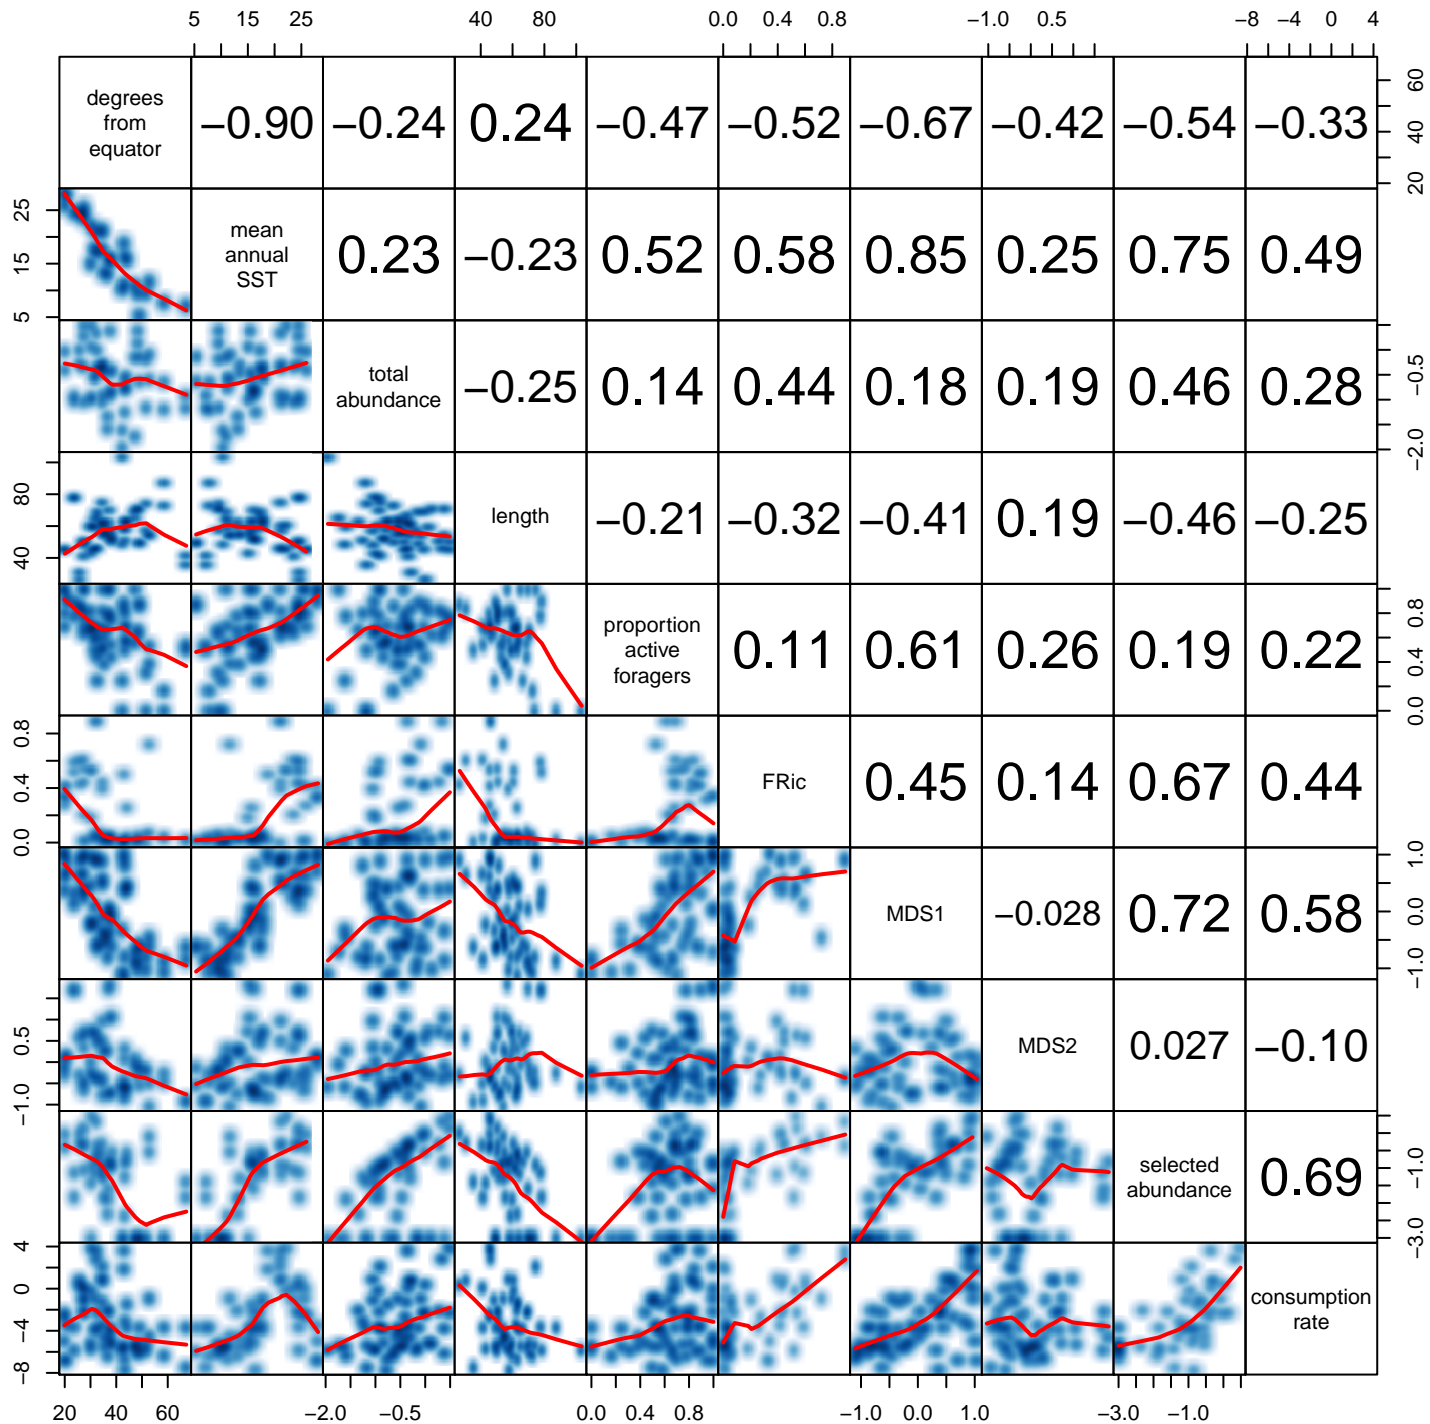 5 15 25 40 80 0.0 0.4 0.8 −1.0 0.5 −8 −4 0 4
degrees
from
equator
−0.90 −0.24 0.24 −0.47 −0.52 −0.67 −0.42 −0.54 −0.33
20 40 60
5 15 25
mean
annual
SST
0.23 −0.23 0.52 0.58 0.85 0.25 0.75 0.49
total
abundance
−0.25 0.14 0.44 0.18 0.19 0.46 0.28
−2.0 −0.5
40 80
length
−0.21 −0.32 −0.41 0.19 −0.46 −0.25
proportion
active
foragers
0.11 0.61 0.26 0.19 0.22
0.0 0.4 0.8
0.0 0.4 0.8
FRic
0.45 0.14 0.67 0.44
MDS1
−0.028 0.72 0.58
−1.0 0.0 1.0
−1.0 0.5
MDS2
0.027 −0.10
selected
abundance
0.69
−3.0 −1.0
−8 −4 0 4
consumption
rate
20 40 60 −2.0 −0.5 0.0 0.4 0.8 −1.0 0.0 1.0 −3.0 −1.0